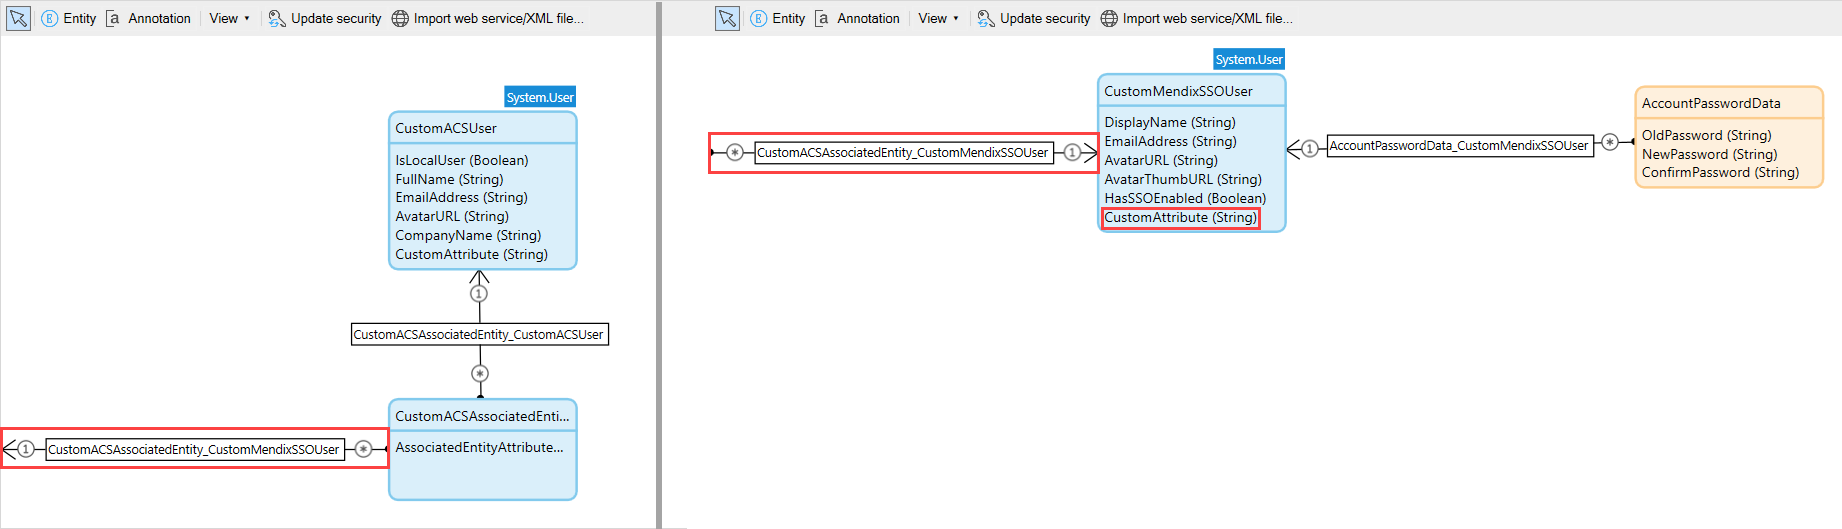 Entity
Annotation
View
Update security
Import web service/XML file...
System.User
CustomACSUser
IsLocalUser (Boolean)
FullName (String)
EmailAddress (String)
AvatarURL (String)
CompanyName (String)
CustomAttribute (String)
1
CustomACSAssociatedEntity_CustomACSUser
*
CustomACSAssociatedEnti...
AssociatedEntityAttribute...
1
CustomACSAssociatedEntity_CustomMendixSSOUser
*
Entity
Annotation
View
Update security
Import web service/XML file...
System.User
CustomMendixSSOUser
DisplayName (String)
EmailAddress (String)
AvatarURL (String)
AvatarThumbURL (String)
HasSSOEnabled (Boolean)
CustomAttribute (String)
*
CustomACSAssociatedEntity_CustomMendixSSOUser
1
1
AccountPasswordData_CustomMendixSSOUser
*
AccountPasswordData
OldPassword (String)
NewPassword (String)
ConfirmPassword (String)